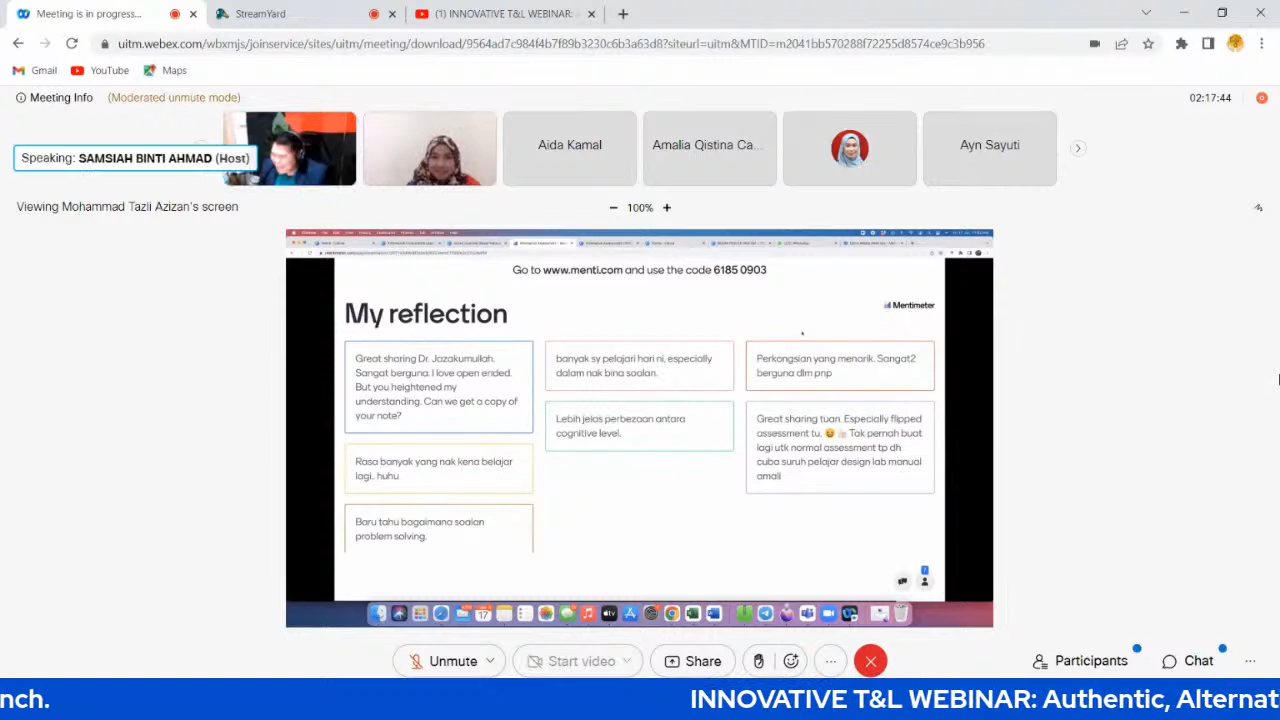 Meeting is in progress...
StreamYard
(1) INNOVATIVE T&L WEBINAR:
uitm.webex.com/wbxmjs/joinservice/sites/uitm/meeting/download/9564ad7c984f4b7f89b3230c6b3a63d8?siteurl=uitm&MTID=m2041bb570288f72255d8574ce9c3b956
Gmail YouTube Maps
Meeting Info (Moderated unmute mode) 02:17:44
Speaking: SAMSIAH BINTI AHMAD (Host)
Aida Kamal
Amalia Qistina Ca...
Ayn Sayuti
Viewing Mohammad Tazli Azizan's screen
100%
Go to www.menti.com and use the code 6185 0903
My reflection
Mentimeter
Great sharing Dr. Jazakumullah.
Sangat berguna. I love open ended.
But you heightened my
understanding. Can we get a copy of
your note?
Rasa banyak yang nak kena belajar
lagi.. huhu
Baru tahu bagaimana soalan
problem solving.
banyak sy pelajari hari ni, especially
dalam nak bina soalan.
Lebih jelas perbezaan antara
cognitive level.
Perkongsian yang menarik. Sangat2
berguna dlm pnp
Great sharing tuan. Especially flipped
assessment tu. 😆👍🏻 Tak pernah buat
lagi utk normal assessment tp dh
cuba suruh pelajar design lab manual
amali
7
17
Unmute
Start video
Share
Participants
Chat
nch. INNOVATIVE T&L WEBINAR: Authentic, Alternat